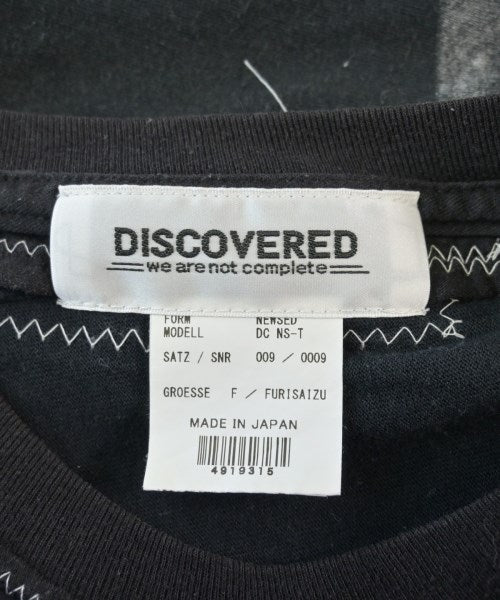 DISCOVERED
we are not complete
FORM NEWSED
MODELL DC NS-T
SATZ / SNR 009 / 0009
GROESSE F / FURISAIZU
MADE IN JAPAN
4919315